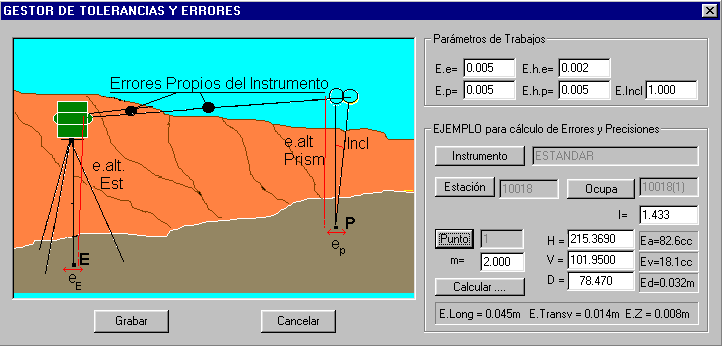 GESTOR DE TOLERANCIAS Y ERRORES
Errores Propios del Instrumento
e.alt.
Est
e.alt
Prism
Incl
E
e E
P
e p
Grabar
Cancelar
Parámetros de Trabajos
E.e= 0.005 E.h.e= 0.002
E.p= 0.005 E.h.p= 0.005 E.Incl 1.000
EJEMPLO para cálculo de Errores y Precisiones
Instrumento ESTANDAR
Estación 10018 Ocupa 10018(1)
I= 1.433
Punto 1 H = 215.3690 Ea=82.6cc
m= 2.000 V = 101.9500 Ev=18.1cc
Calcular .... D = 78.470 Ed=0.032m
E.Long = 0.045m E.Transv = 0.014m E.Z = 0.008m